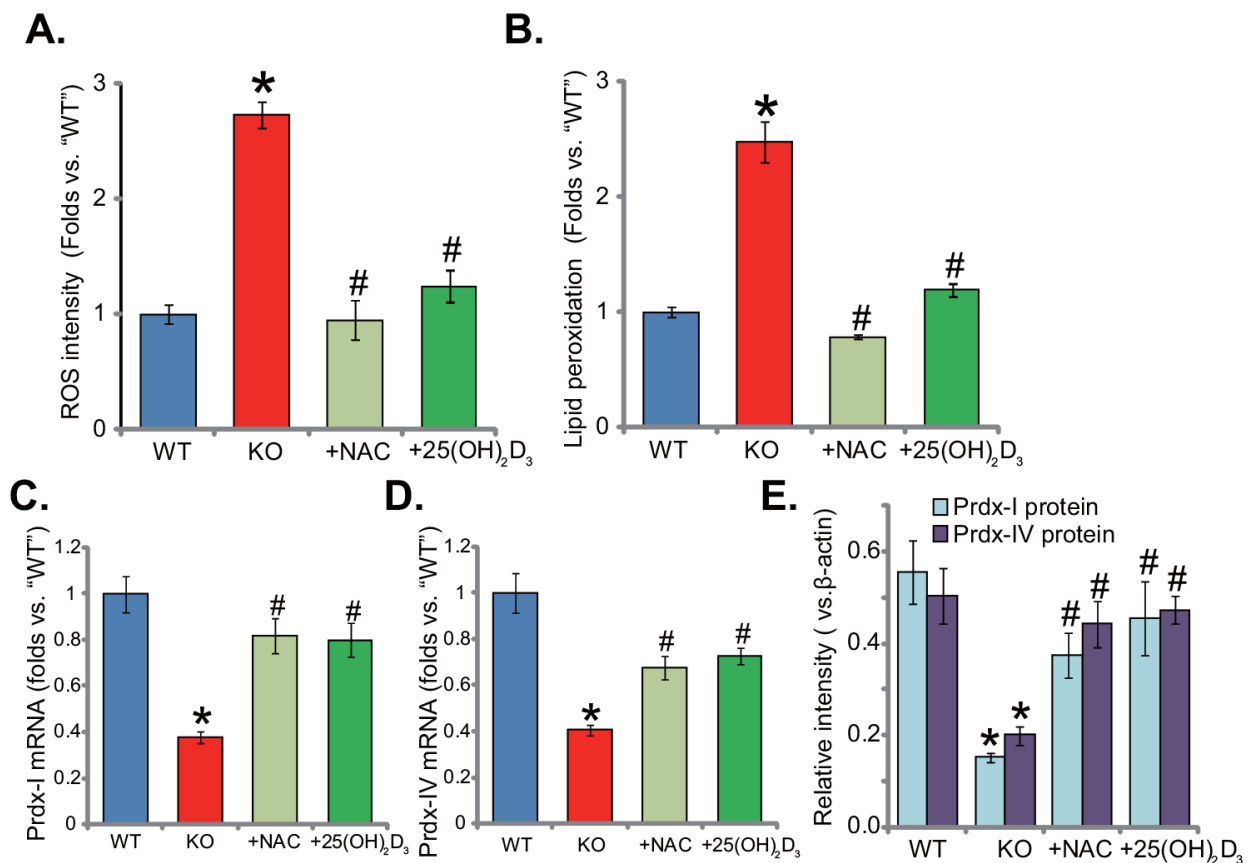 A.
ROS intensity (Folds vs. “WT”)
3
2
1
0
*
#
#
WT KO +NAC +25(OH)₂D₃
B.
Lipid peroxidation (Folds vs. “WT”)
3
2
1
0
*
#
#
WT KO +NAC +25(OH)₂D₃
C.
Prdx-I mRNA (folds vs. “WT”)
1.2
1
0.8
0.6
0.4
0.2
0
*
#
#
WT KO +NAC +25(OH)₂D₃
D.
Prdx-IV mRNA (folds vs. “WT”)
1.2
1
0.8
0.6
0.4
0.2
0
*
#
#
WT KO +NAC +25(OH)₂D₃
E.
Prdx-I protein
Prdx-IV protein
Relative intensity ( vs.β-actin)
0.6
0.4
0.2
0.0
*
*
#
#
#
#
WT KO +NAC +25(OH)₂D₃